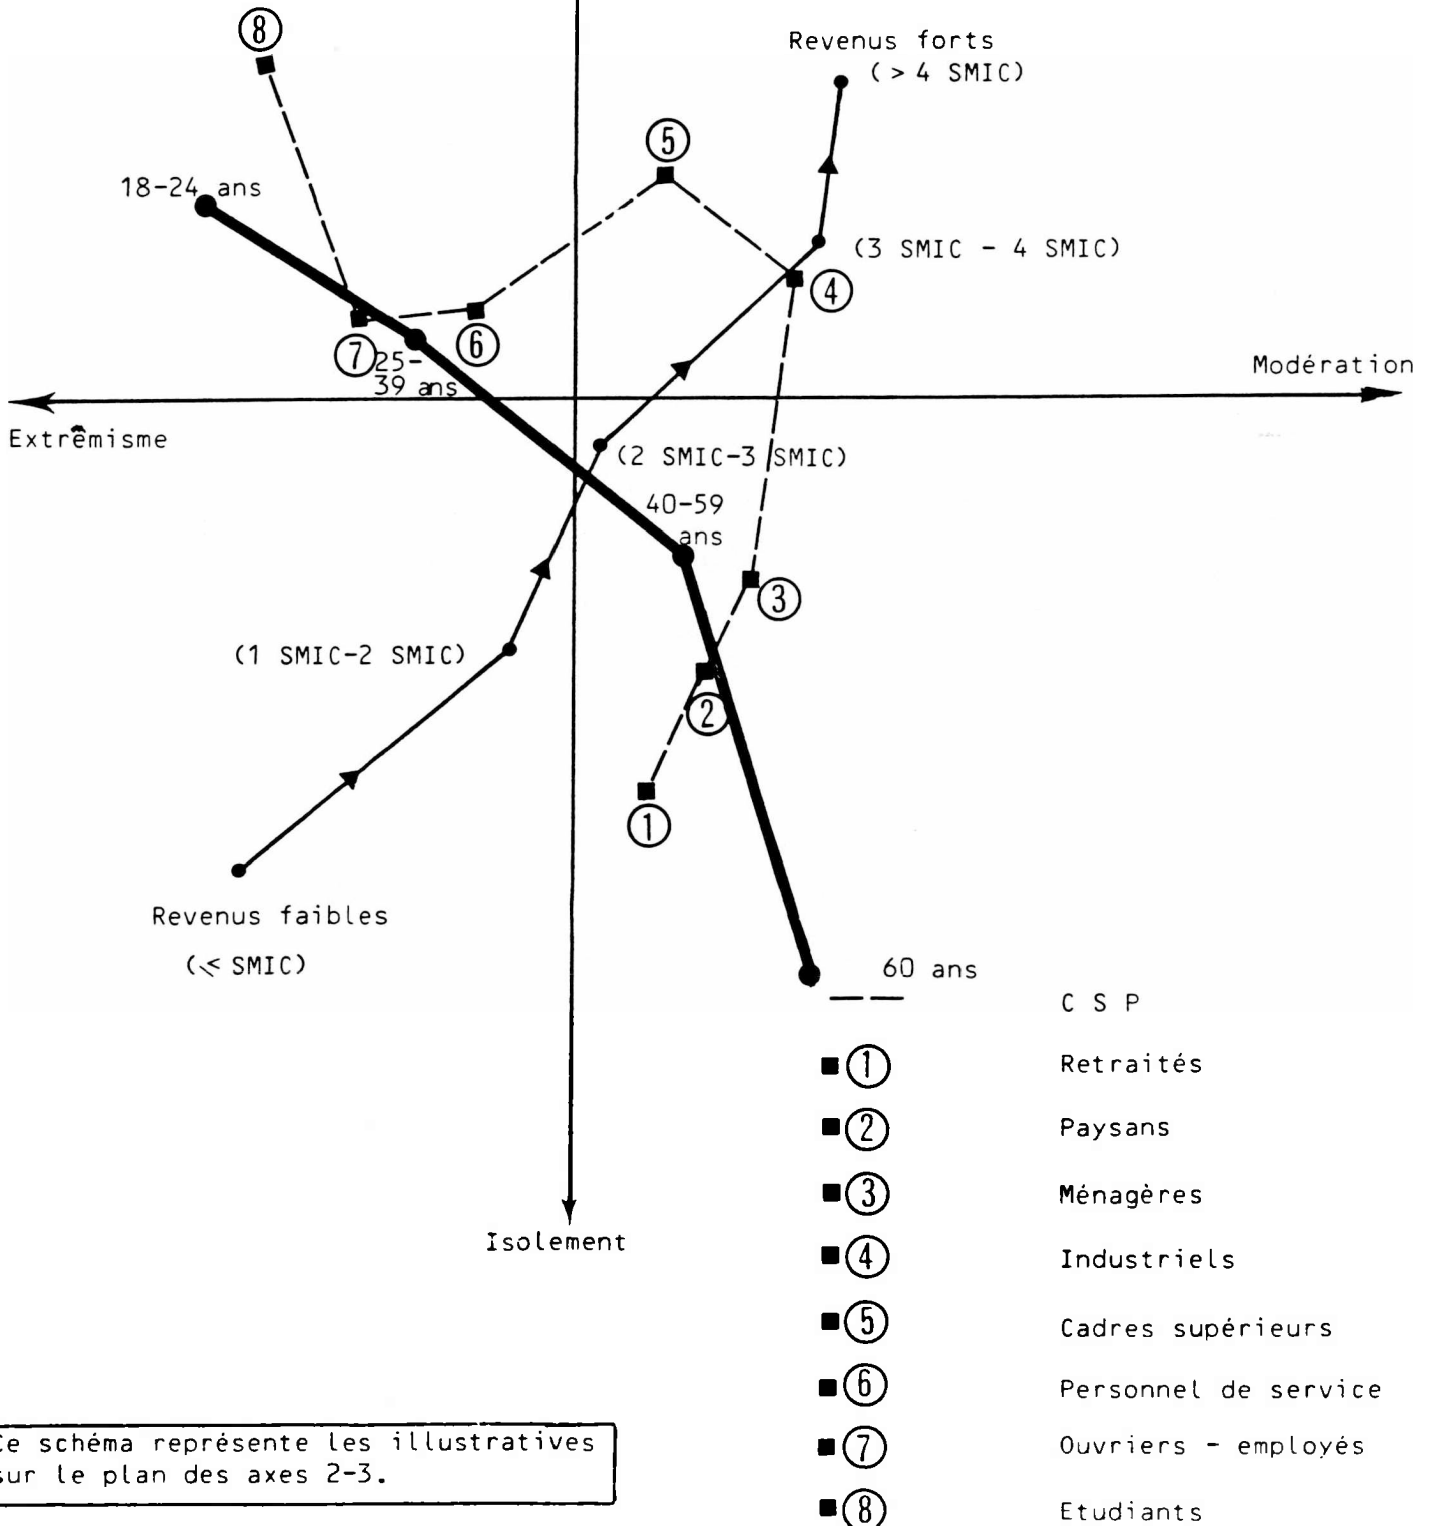 ⑧
Revenus forts
(> 4 SMIC)
⑤
18-24 ans
(3 SMIC - 4 SMIC)
④
⑦
⑥
25-
39 ans
Modération
Extrêmisme
(2 SMIC-3 SMIC)
40-59
ans
③
(1 SMIC-2 SMIC)
②
①
Revenus faibles
(⩽ SMIC)
60 ans
C S P
① Retraités
② Paysans
③ Ménagères
Isolement
④ Industriels
⑤ Cadres supérieurs
⑥ Personnel de service
⑦ Ouvriers - employés
⑧ Etudiants
Ce schéma représente les illustratives
sur le plan des axes 2-3.